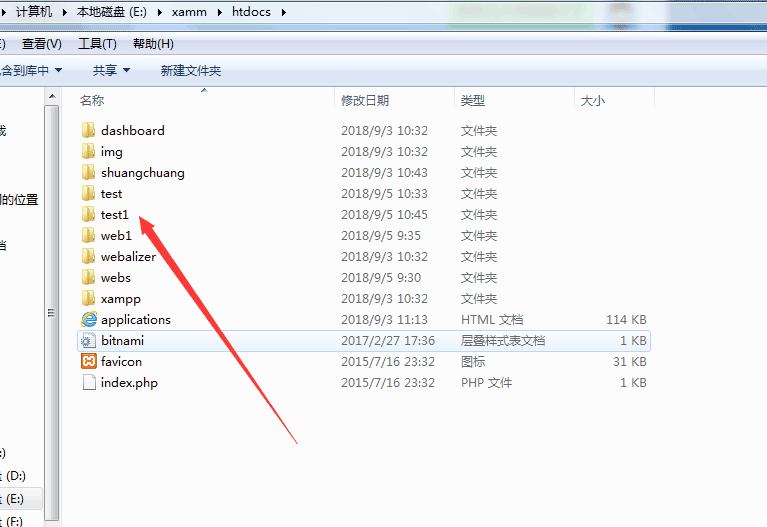 计算机 本地磁盘 (E:) xamm htdocs
E) 查看(V) 工具(T) 帮助(H)
含到库中 共享 新建文件夹
名称 修改日期 类型 大小
dashboard 2018/9/3 10:32 文件夹
img 2018/9/3 10:32 文件夹
shuangchuang 2018/9/3 10:43 文件夹
test 2018/9/5 10:33 文件夹
test1 2018/9/5 10:45 文件夹
web1 2018/9/5 9:35 文件夹
webalizer 2018/9/3 10:32 文件夹
webs 2018/9/5 9:30 文件夹
xampp 2018/9/3 10:32 文件夹
applications 2018/9/3 11:13 HTML 文档 114 KB
bitnami 2017/2/27 17:36 层叠样式表文档 1 KB
favicon 2015/7/16 23:32 图标 31 KB
index.php 2015/7/16 23:32 PHP 文件 1 KB
的位置
:)
(D:)
(E:)
(F:)